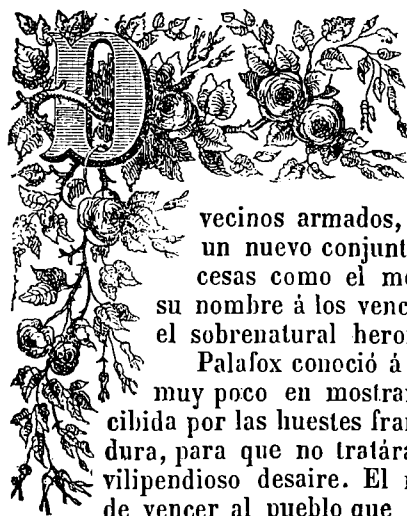 D
vecinos armados,
un nuevo conjunt
cesas como el m
su nombre á los venc
el sobrenatural hero
Palafox conoció á
muy poco en mostrar
cibida por las huestes fran
dura, para que no tratára
vilipendioso desaire. El
de vencer al pueblo que